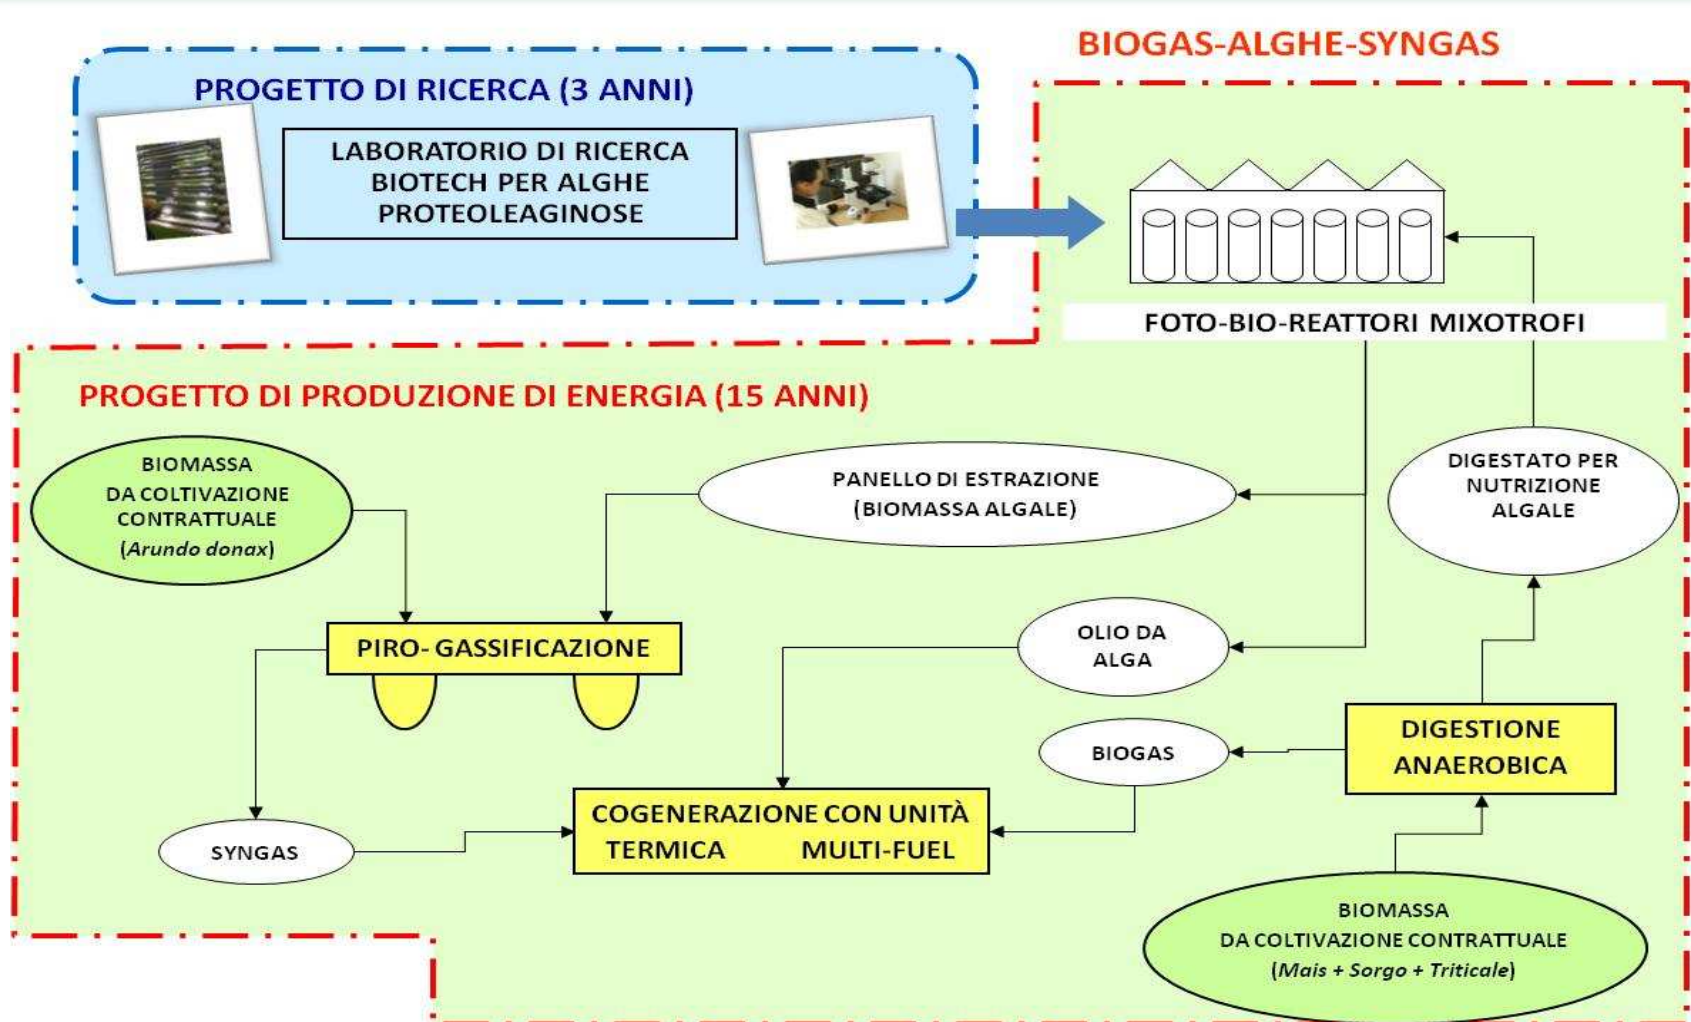 BIOGAS-ALGHE-SYNGAS
PROGETTO DI RICERCA (3 ANNI)
LABORATORIO DI RICERCA
BIOTECH PER ALGHE
PROTEOLEAGINOSE
FOTO-BIO-REATTORI MIXOTROFI
PROGETTO DI PRODUZIONE DI ENERGIA (15 ANNI)
BIOMASSA
DA COLTIVAZIONE
CONTRATTUALE
(Arundo donax)
PANELLO DI ESTRAZIONE
(BIOMASSA ALGALE)
DIGESTATO PER
NUTRIZIONE
ALGALE
PIRO- GASSIFICAZIONE
OLIO DA
ALGA
BIOGAS
DIGESTIONE
ANAEROBICA
COGENERAZIONE CON UNITÀ
TERMICA MULTI-FUEL
SYNGAS
BIOMASSA
DA COLTIVAZIONE CONTRATTUALE
(Mais + Sorgo + Triticale)